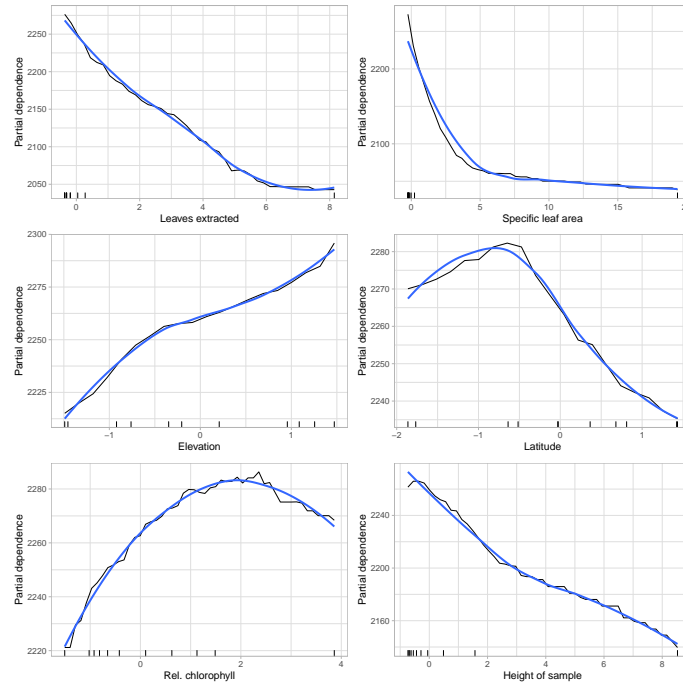 2250
2200
2150
2100
2050
0 2 4 6 8
Leaves extracted
Partial dependence
2200
2100
0 5 10 15
Specific leaf area
Partial dependence
2300
2275
2250
2225
−1 0 1
Elevation
Partial dependence
2280
2270
2260
2250
2240
−2 −1 0 1
Latitude
Partial dependence
2280
2260
2240
2220
0 2 4
Rel. chlorophyll
Partial dependence
2240
2200
2160
0 2 4 6 8
Height of sample
Partial dependence